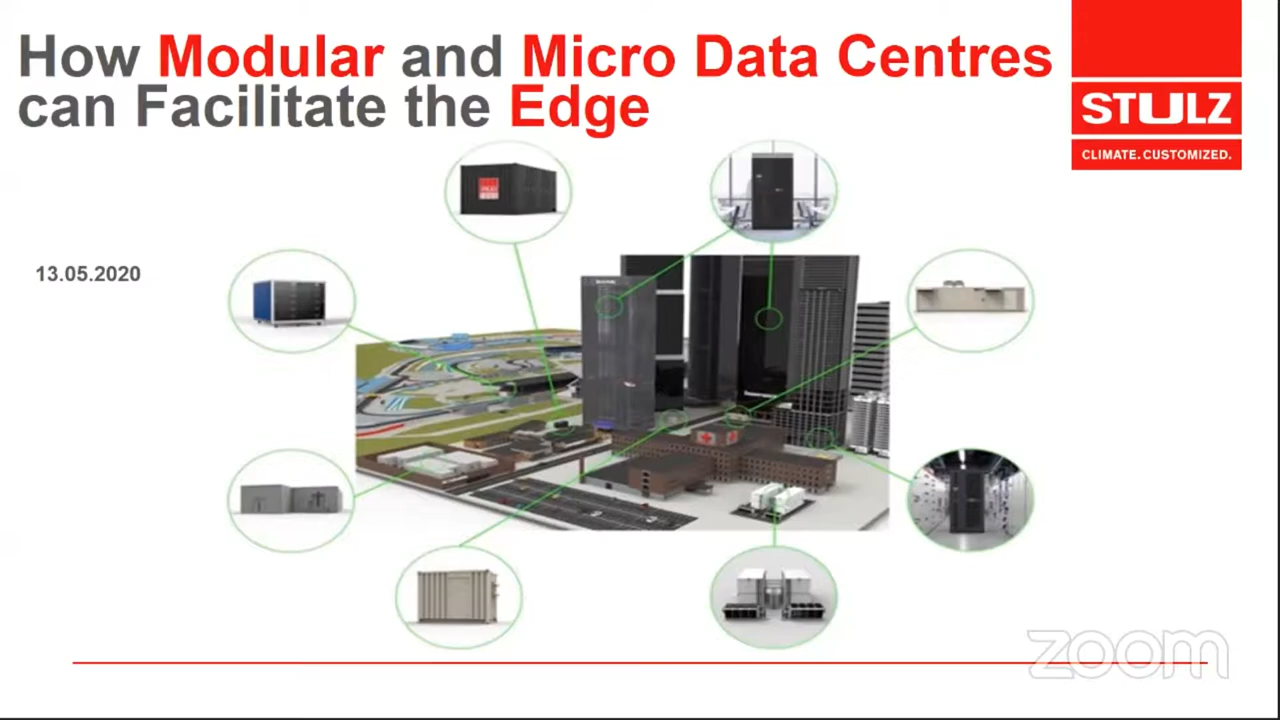 How Modular and Micro Data Centres
can Facilitate the Edge
STULZ
CLIMATE. CUSTOMIZED.
13.05.2020
zoom